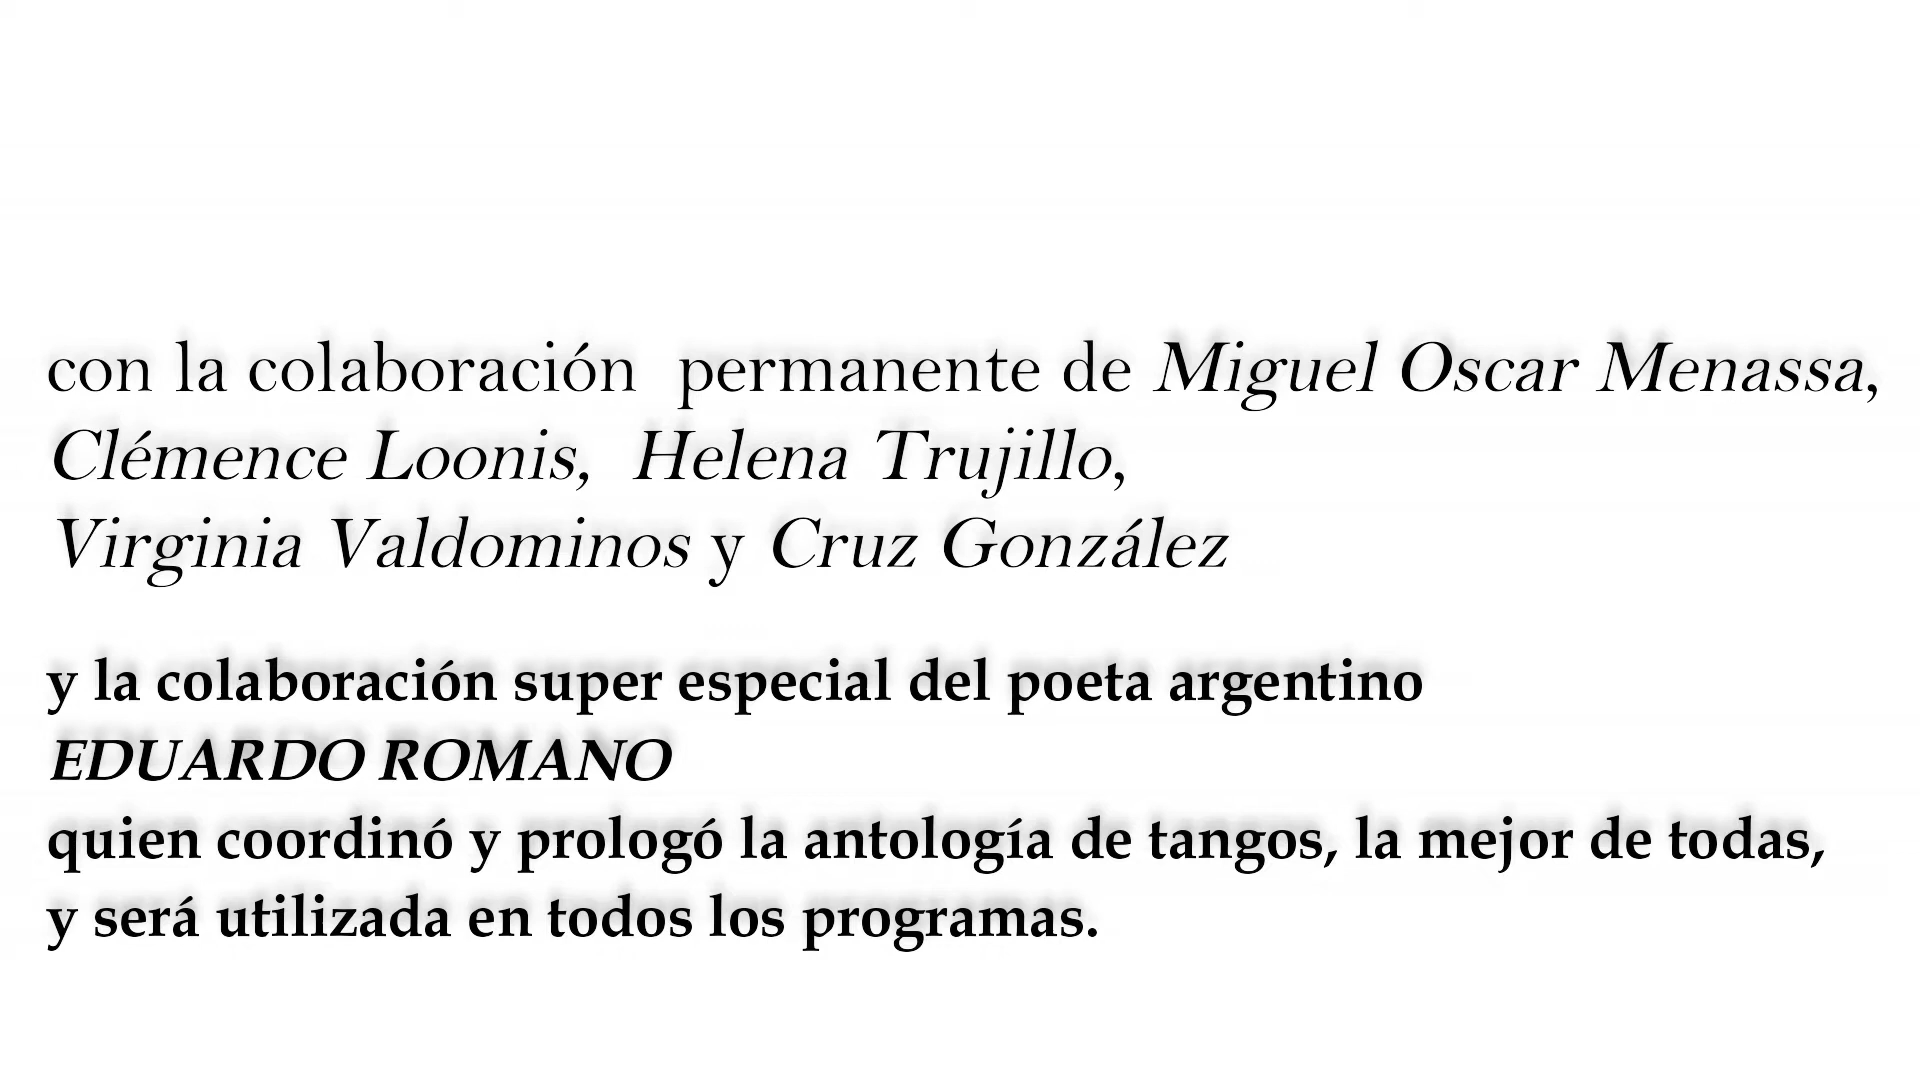 con la colaboración permanente de Miguel Oscar Menassa,
Clémence Loonis, Helena Trujillo,
Virginia Valdominos y Cruz González
y la colaboración super especial del poeta argentino
EDUARDO ROMANO
quien coordinó y prologó la antología de tangos, la mejor de todas,
y será utilizada en todos los programas.